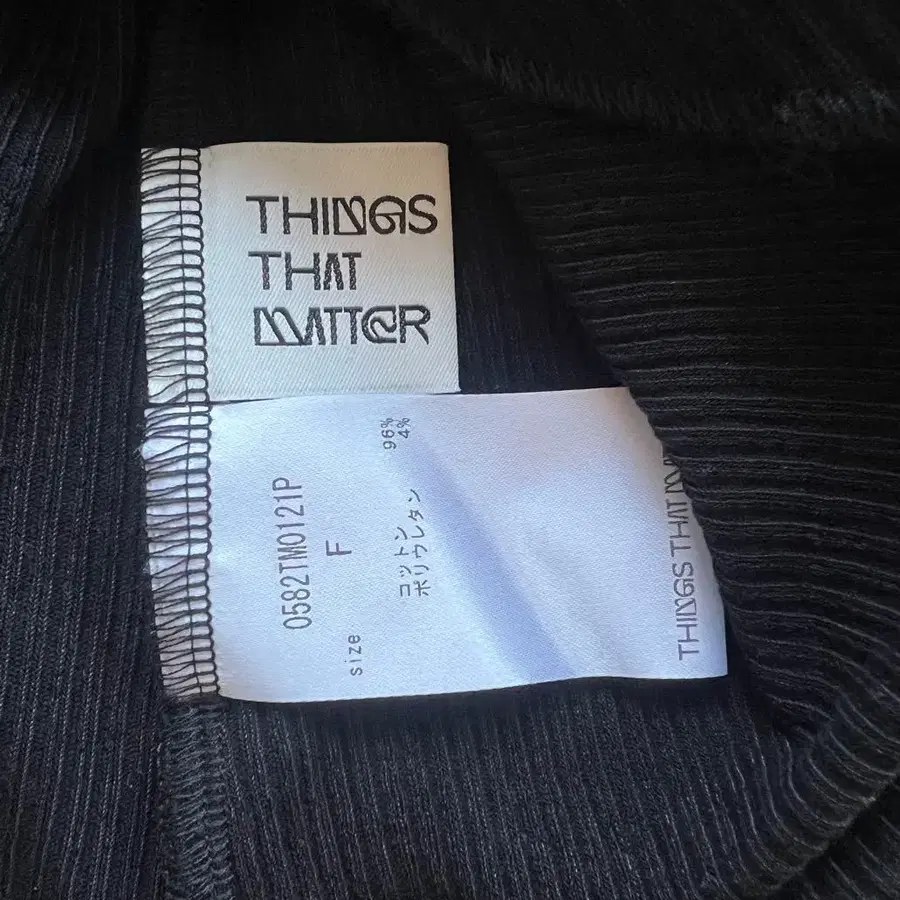 THINGS
THAT
MATTER
0582TM0121P
size F
コットン 96%
ポリウレタン 4%
THINGS THAT M